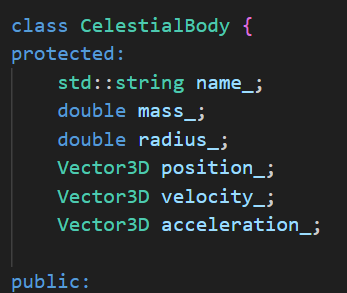 class CelestialBody {
protected:
    std::string name_;
    double mass_;
    double radius_;
    Vector3D position_;
    Vector3D velocity_;
    Vector3D acceleration_;
public: